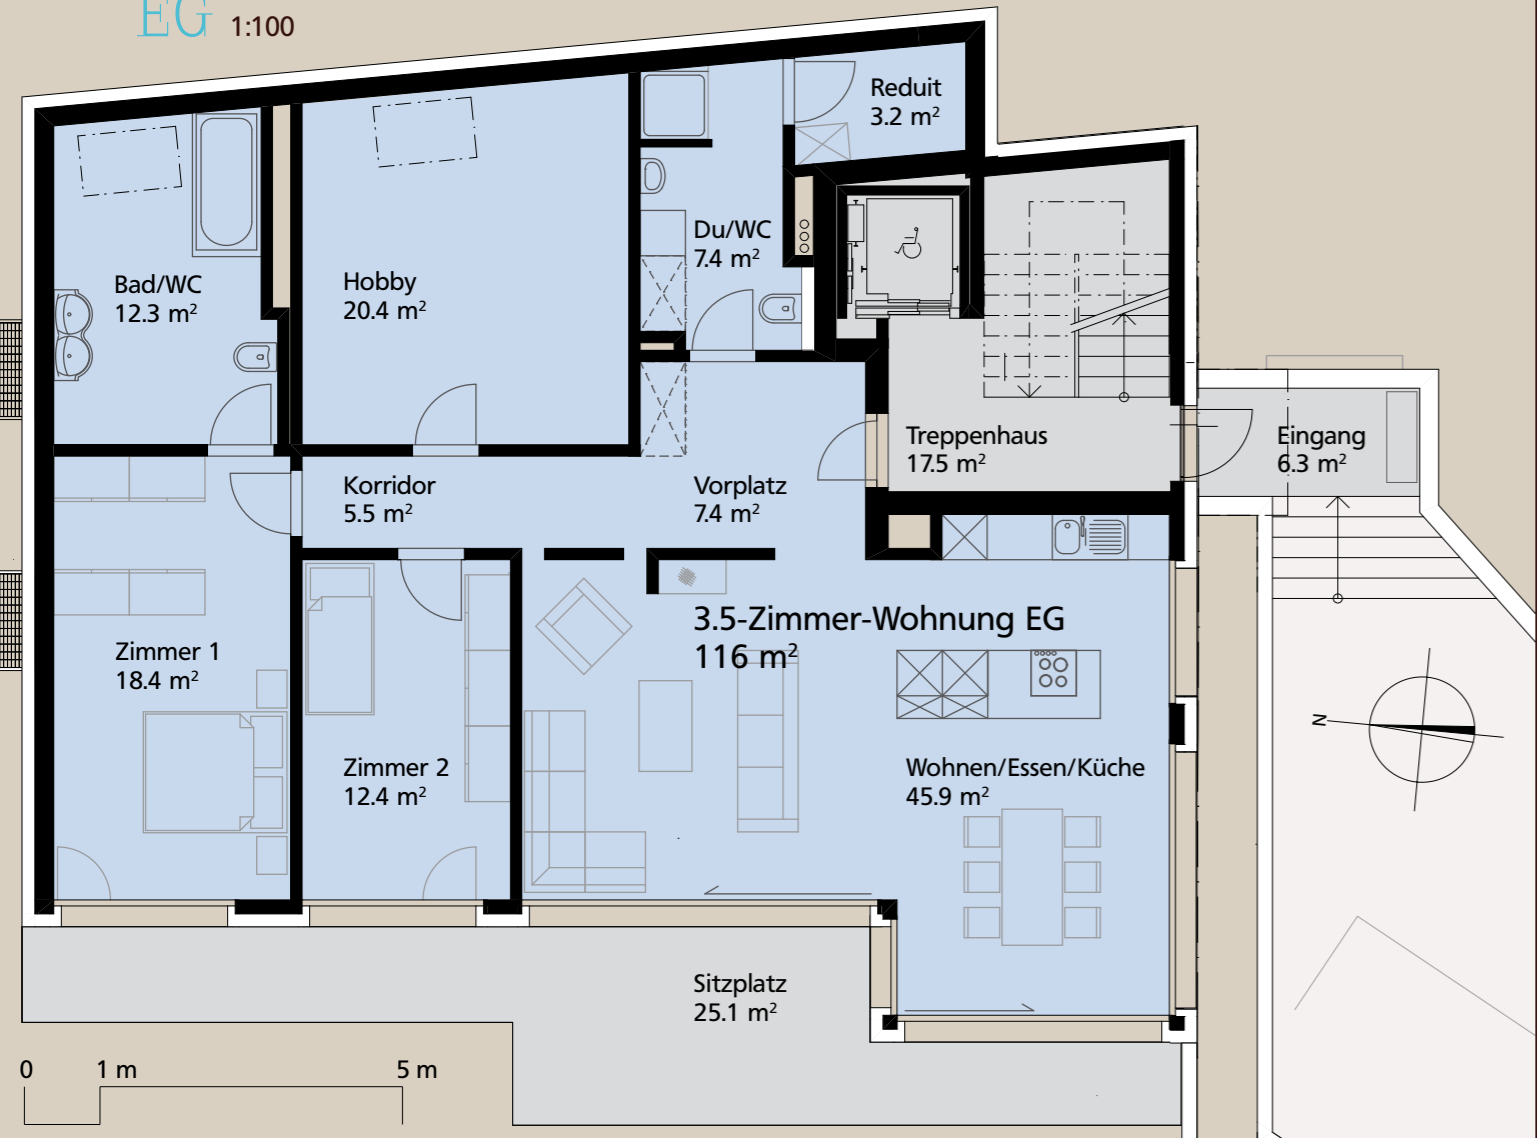 EG 1:100
Reduit
3.2 m²
Du/WC
7.4 m²
Bad/WC
12.3 m²
Hobby
20.4 m²
Treppenhaus
17.5 m²
Eingang
6.3 m²
Korridor
5.5 m²
Vorplatz
7.4 m²
3.5-Zimmer-Wohnung EG
116 m²
Zimmer 1
18.4 m²
Zimmer 2
12.4 m²
Wohnen/Essen/Küche
45.9 m²
N
Sitzplatz
25.1 m²
0 1 m 5 m